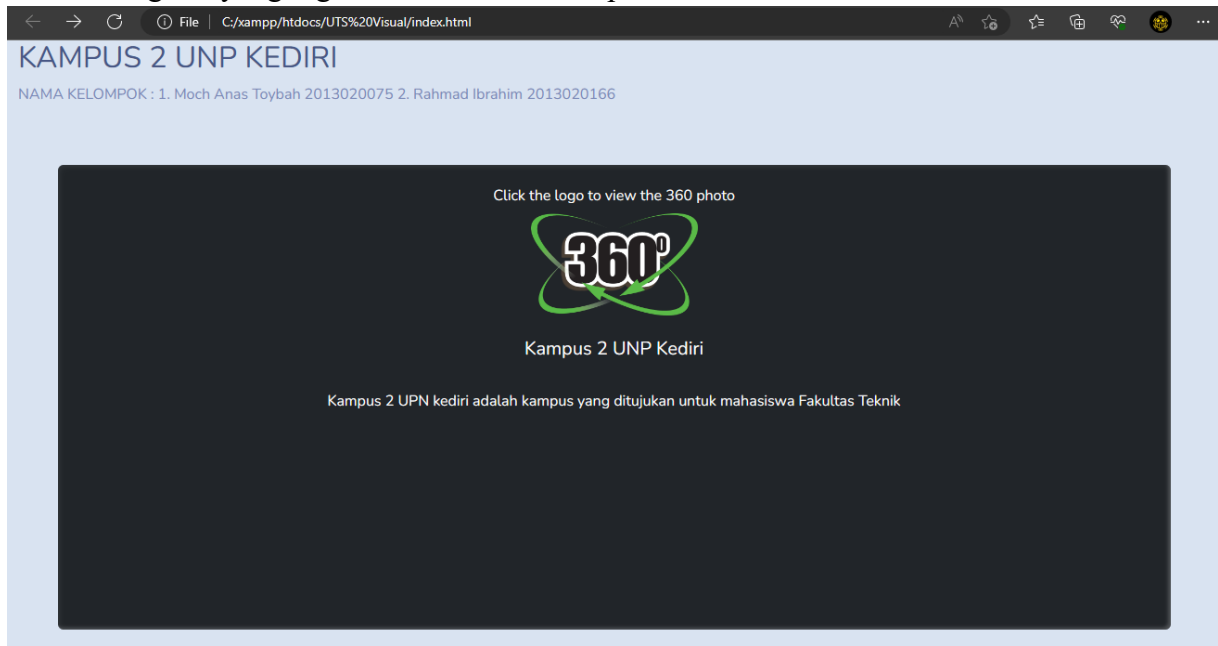 File C:/xampp/htdocs/UTS%20Visual/index.html
KAMPUS 2 UNP KEDIRI
NAMA KELOMPOK : 1. Moch Anas Toybah 2013020075 2. Rahmad Ibrahim 2013020166
Click the logo to view the 360 photo
360°
Kampus 2 UNP Kediri
Kampus 2 UPN kediri adalah kampus yang ditujukan untuk mahasiswa Fakultas Teknik